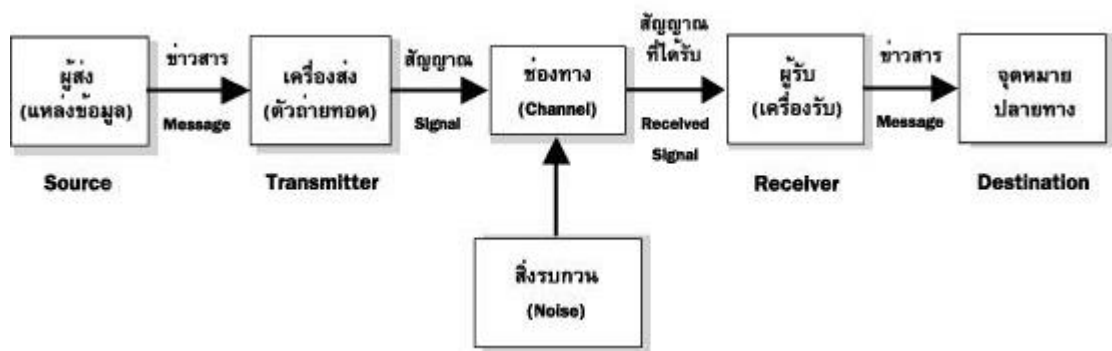 ผู้ส่ง
(แหล่งข้อมูล)
Source
ข่าวสาร
Message
เครื่องส่ง
(ตัวถ่ายทอด)
Transmitter
สัญญาณ
Signal
ช่องทาง
(Channel)
สัญญาณ
ที่ได้รับ
Received
Signal
ผู้รับ
(เครื่องรับ)
Receiver
ข่าวสาร
Message
จุดหมาย
ปลายทาง
Destination
สิ่งรบกวน
(Noise)